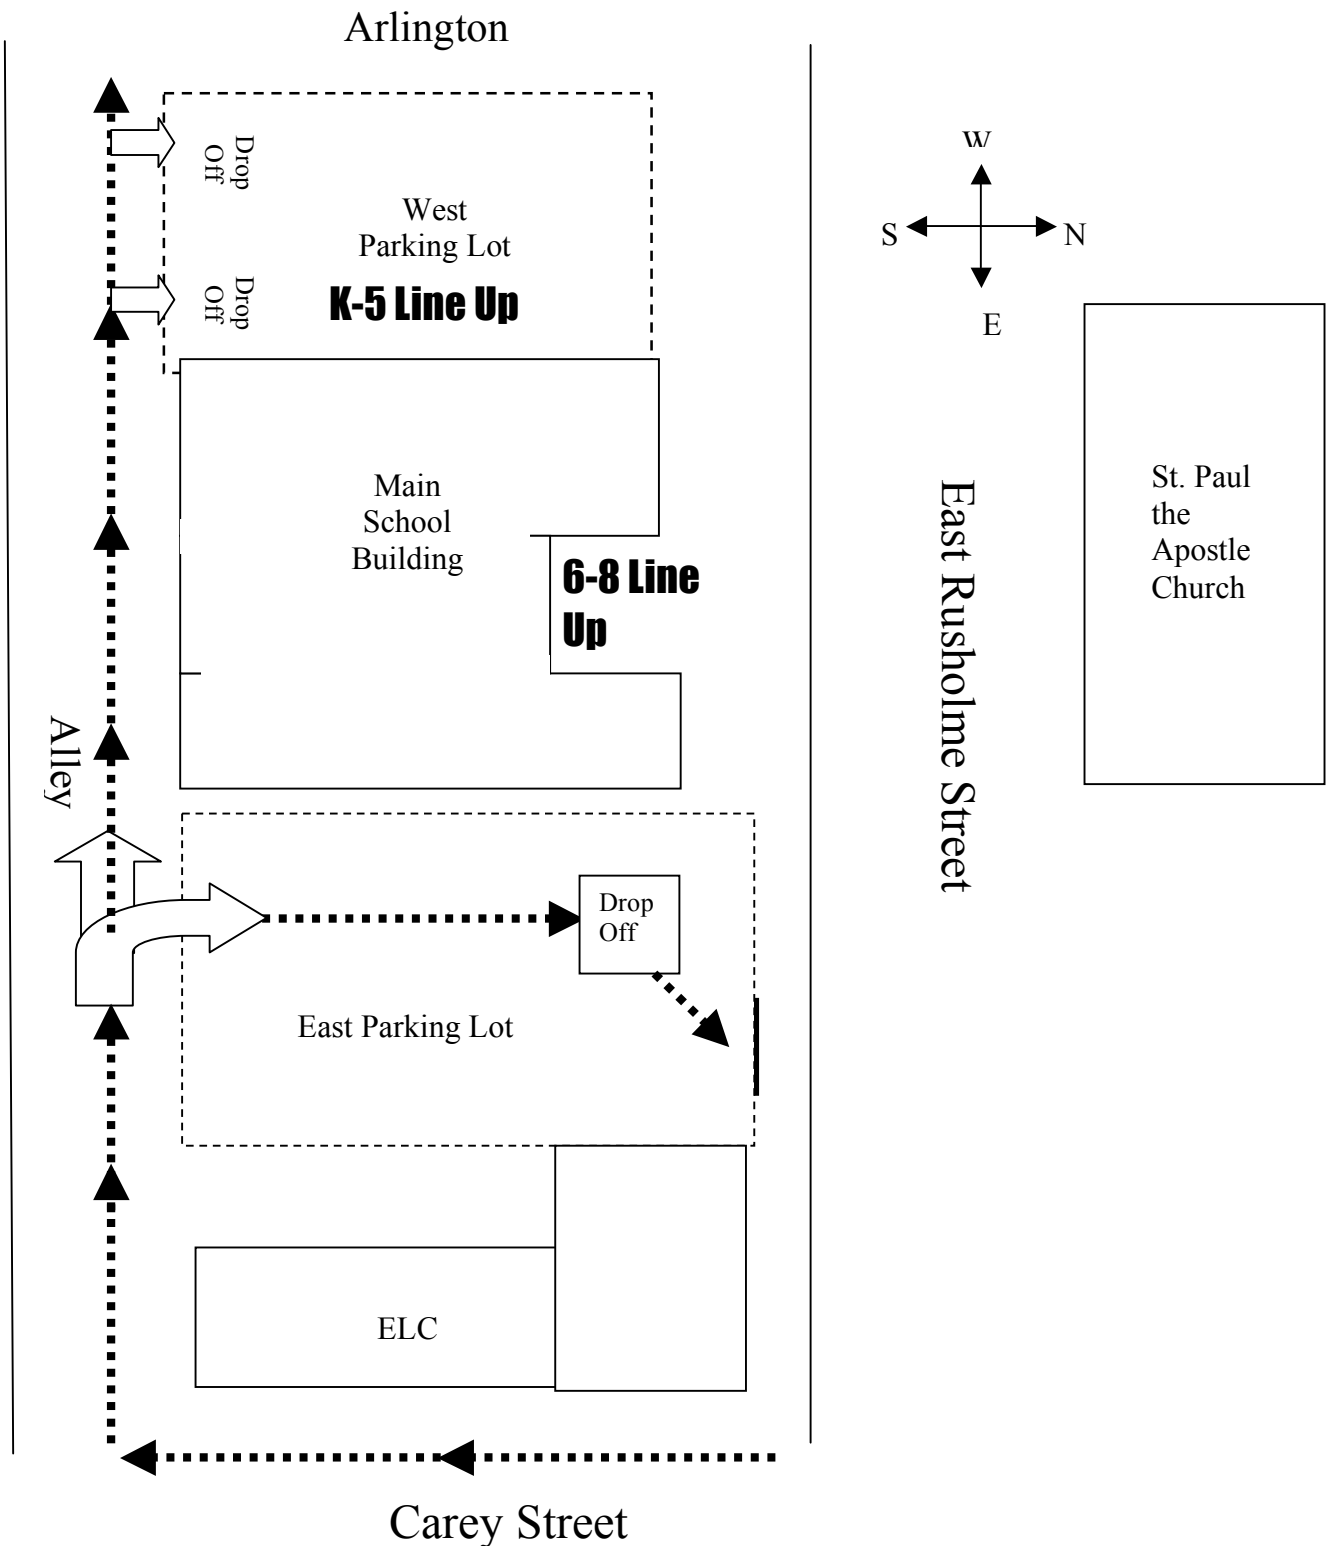 Arlington
Drop
Off
West
Parking Lot
Drop
Off
K-5 Line Up
W
S
N
E
Main
School
Building
6-8 Line
Up
St. Paul
the
Apostle
Church
East Rusholme Street
Alley
Drop
Off
East Parking Lot
ELC
Carey Street